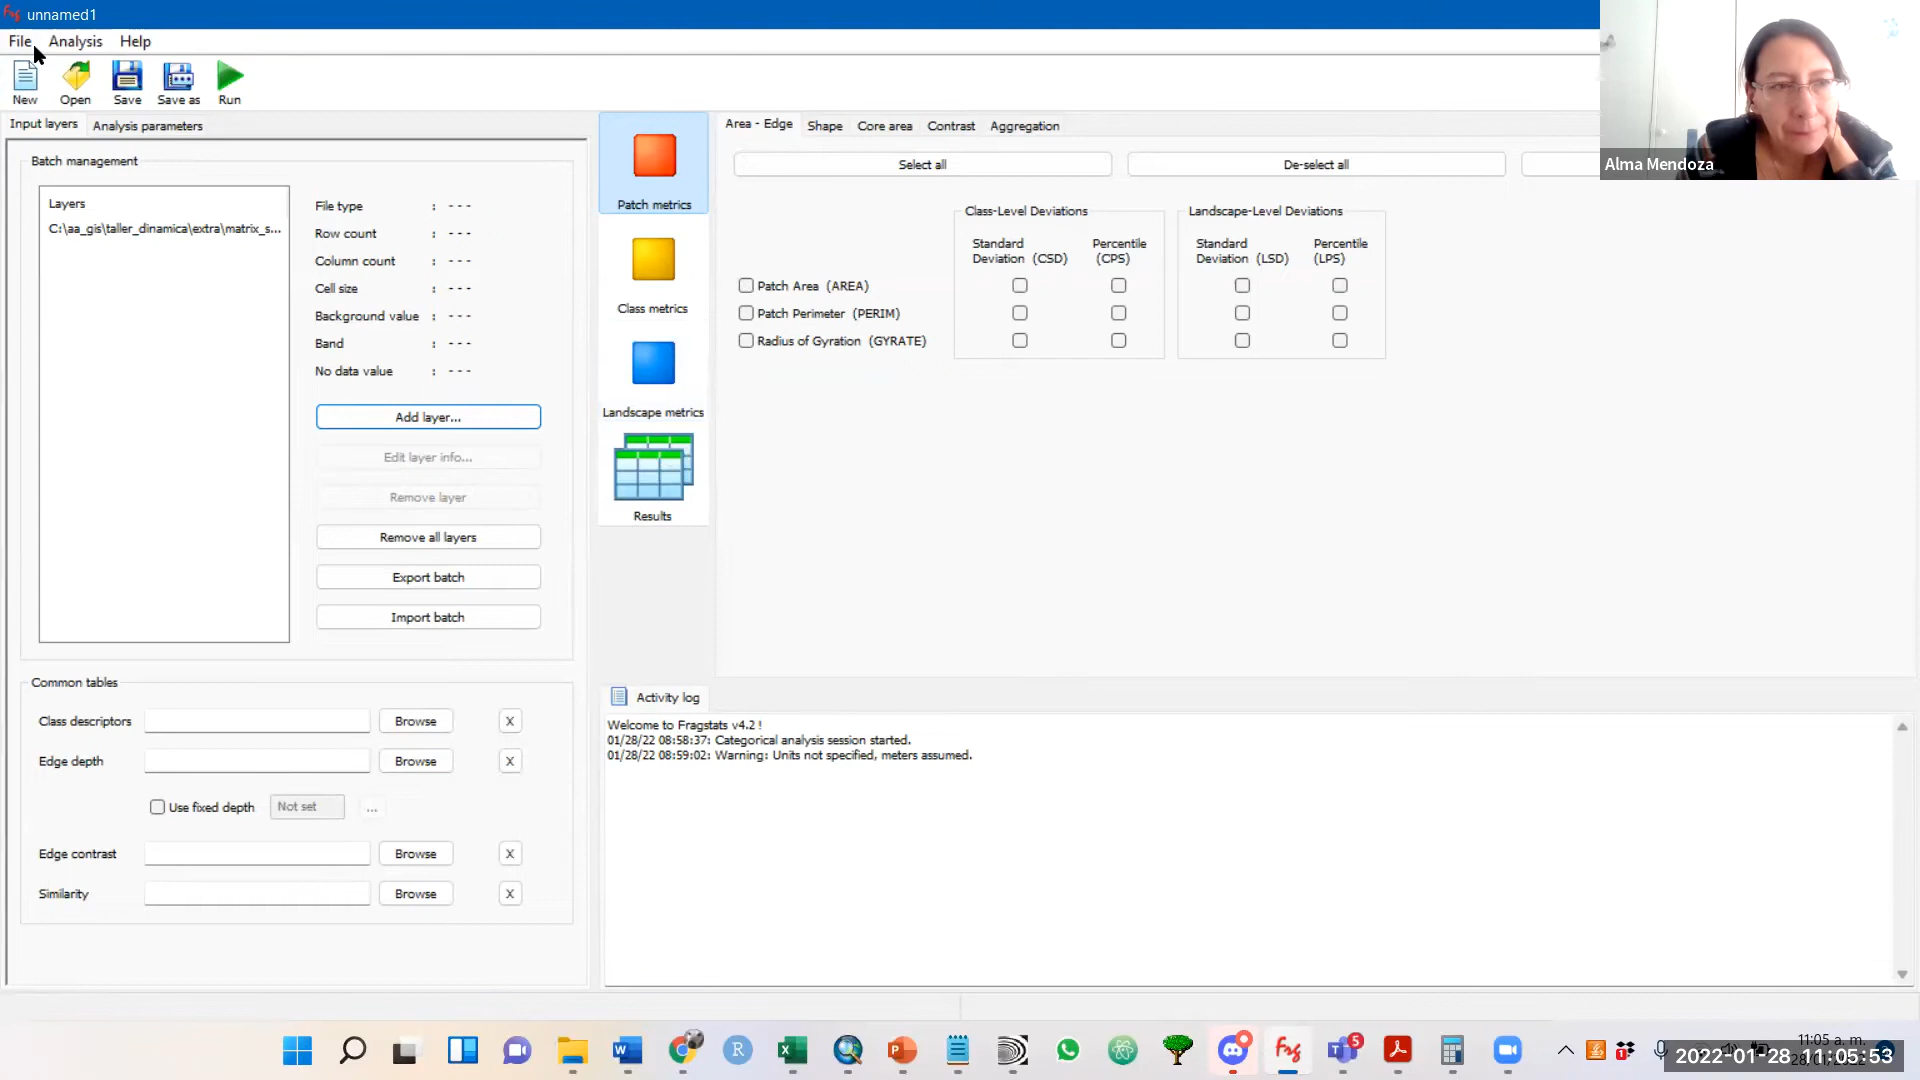 unnamed1
File Analysis Help
New Open Save Save as Run
Input layers Analysis parameters
Batch management
Layers
C:\aa_gis\taller_dinamica\extra\matrix_s...
File type : ---
Row count : ---
Column count : ---
Cell size : ---
Background value : ---
Band : ---
No data value : ---
Add layer...
Edit layer info...
Remove layer
Remove all layers
Export batch
Import batch
Common tables
Class descriptors Browse X
Edge depth Browse X
Use fixed depth Not set ...
Edge contrast Browse X
Similarity Browse X
Patch metrics
Class metrics
Landscape metrics
Results
Area - Edge Shape Core area Contrast Aggregation
Select all De-select all
Class-Level Deviations Landscape-Level Deviations
Standard Deviation (CSD) Percentile (CPS) Standard Deviation (LSD) Percentile (LPS)
Patch Area (AREA)
Patch Perimeter (PERIM)
Radius of Gyration (GYRATE)
Activity log
Welcome to Fragstats v4.2 !
01/28/22 08:58:37: Categorical analysis session started.
01/28/22 08:59:02: Warning: Units not specified, meters assumed.
Alma Mendoza
11:05 a. m.
2022-01-28 11:05:53